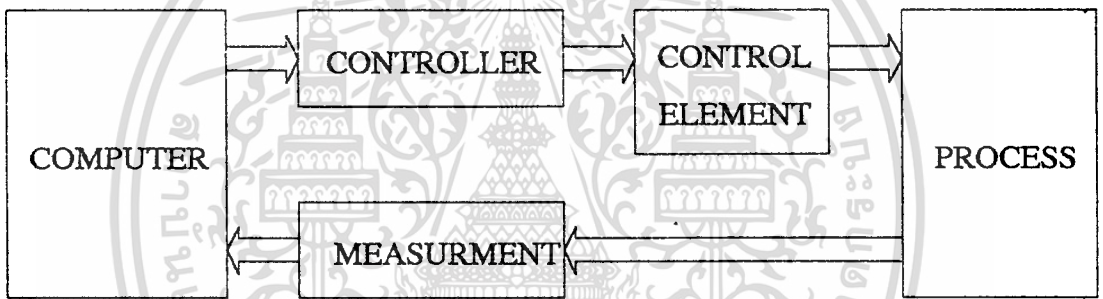 COMPUTER
CONTROLLER
CONTROL
ELEMENT
PROCESS
MEASURMENT